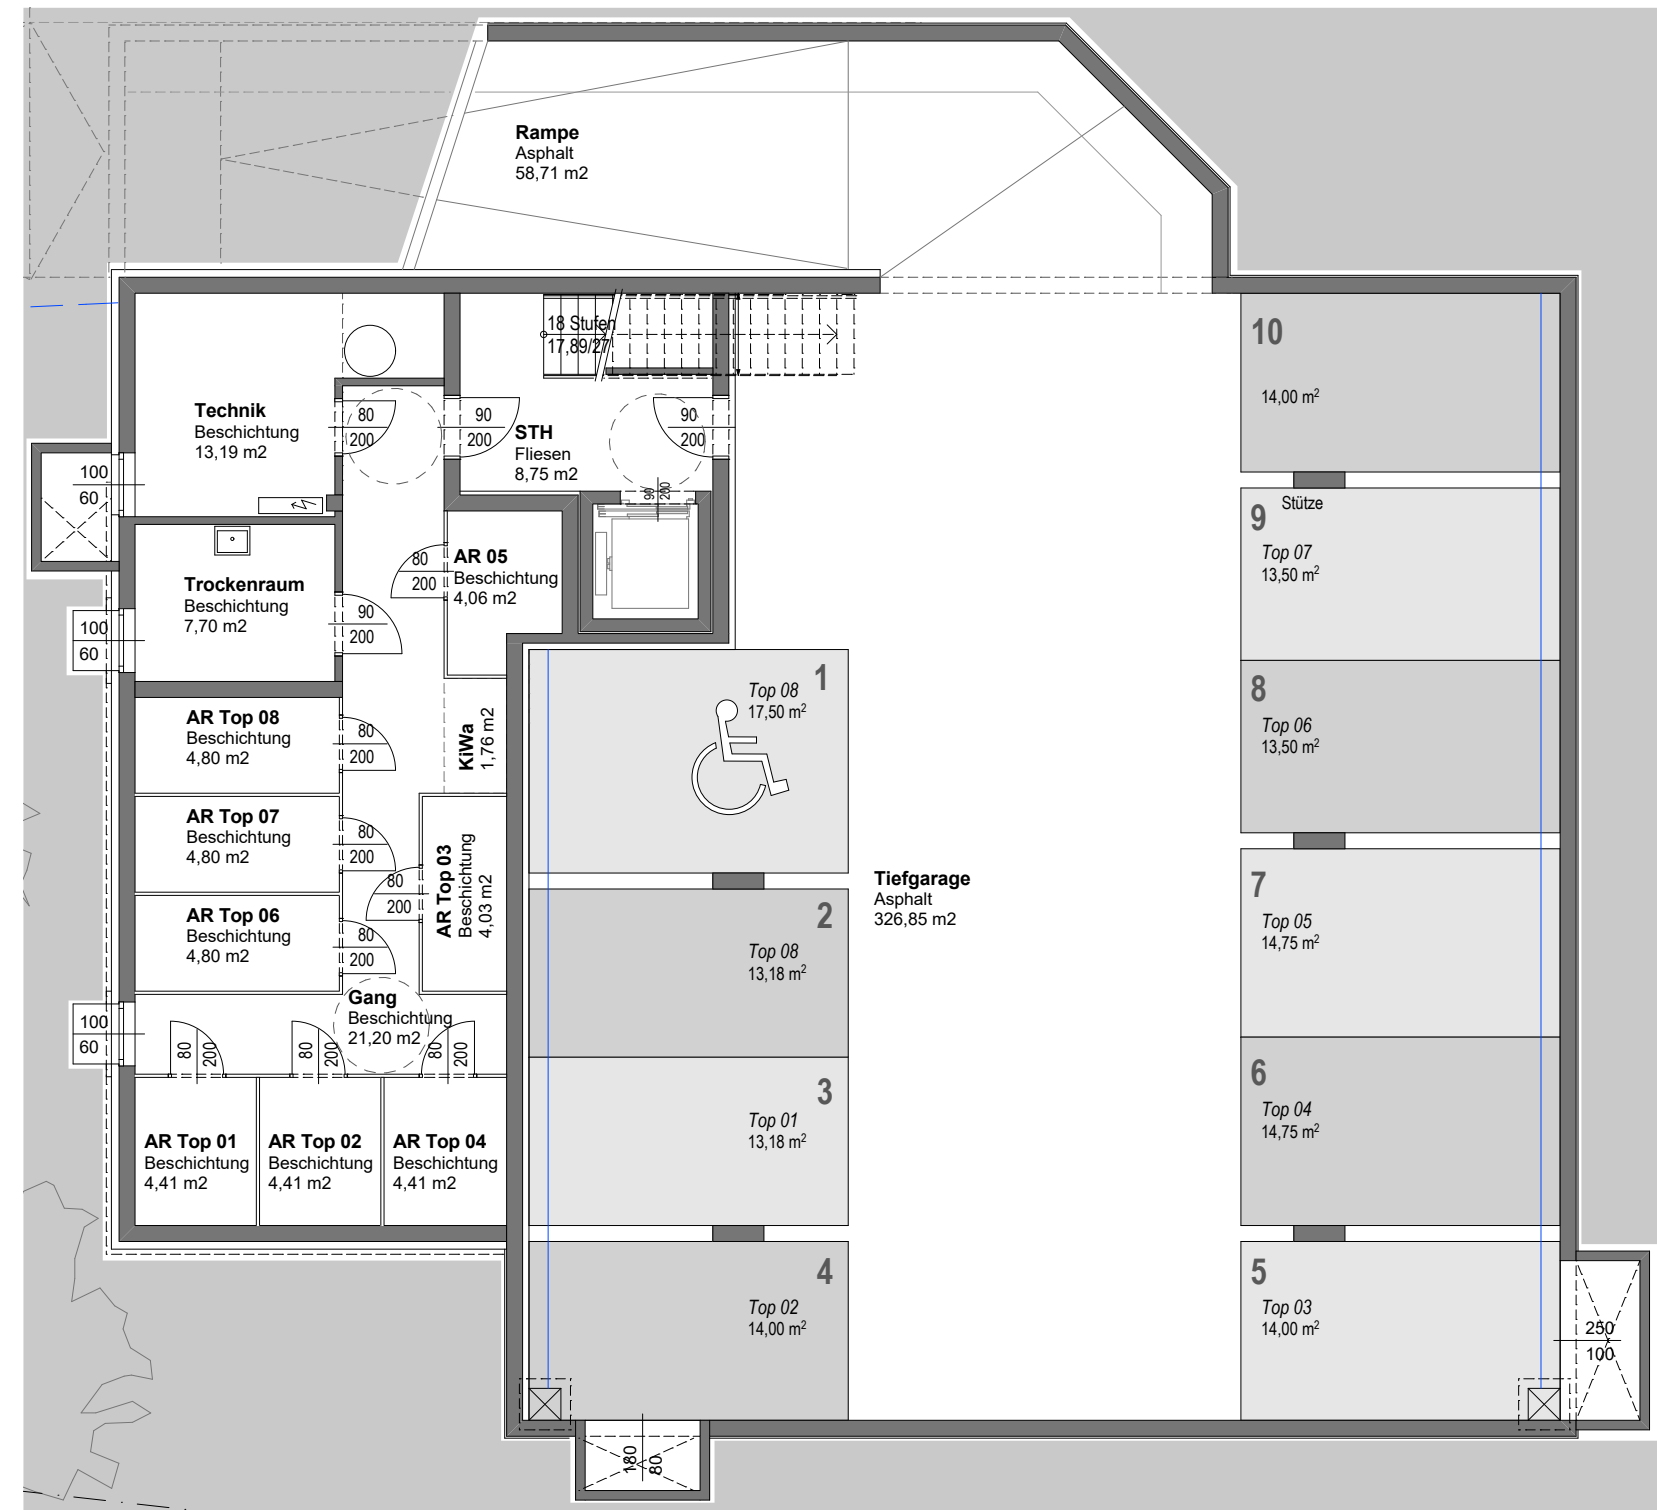 Rampe
Asphalt
58,71 m2
18 Stufen
17,89/27
10
14,00 m²
Technik
Beschichtung
13,19 m2
80
200
90
200
STH
Fliesen
8,75 m2
90
200
90
200
100
60
9
Stütze
Top 07
13,50 m²
Trockenraum
Beschichtung
7,70 m2
90
200
80
200
AR 05
Beschichtung
4,06 m2
100
60
1
Top 08
17,50 m²
8
Top 06
13,50 m²
AR Top 08
Beschichtung
4,80 m2
80
200
KiWa
1,76 m2
AR Top 07
Beschichtung
4,80 m2
80
200
80
200
AR Top 03
Beschichtung
4,03 m2
Tiefgarage
Asphalt
326,85 m2
7
Top 05
14,75 m²
2
Top 08
13,18 m²
AR Top 06
Beschichtung
4,80 m2
80
200
Gang
Beschichtung
21,20 m2
100
60
80
200
80
200
80
200
3
Top 01
13,18 m²
6
Top 04
14,75 m²
AR Top 01
Beschichtung
4,41 m2
AR Top 02
Beschichtung
4,41 m2
AR Top 04
Beschichtung
4,41 m2
4
Top 02
14,00 m²
5
Top 03
14,00 m²
250
100
180
80